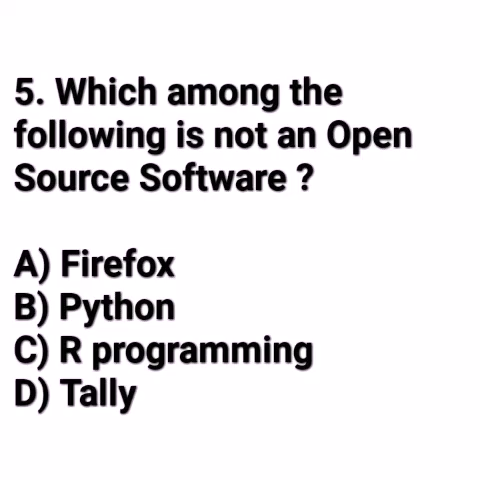 5. Which among the
following is not an Open
Source Software ?
A) Firefox
B) Python
C) R programming
D) Tally